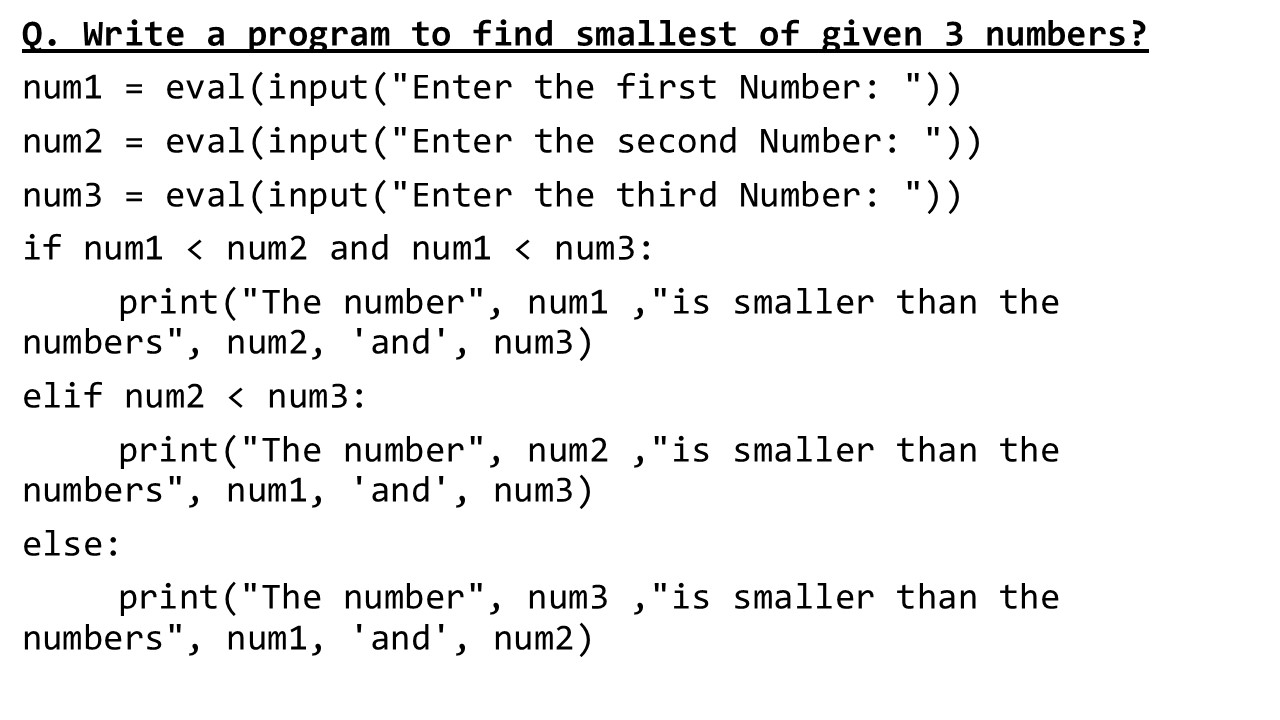 Q. Write a program to find smallest of given 3 numbers?
num1 = eval(input("Enter the first Number: "))
num2 = eval(input("Enter the second Number: "))
num3 = eval(input("Enter the third Number: "))
if num1 < num2 and num1 < num3:
    print("The number", num1 ,"is smaller than the
numbers", num2, 'and', num3)
elif num2 < num3:
    print("The number", num2 ,"is smaller than the
numbers", num1, 'and', num3)
else:
    print("The number", num3 ,"is smaller than the
numbers", num1, 'and', num2)